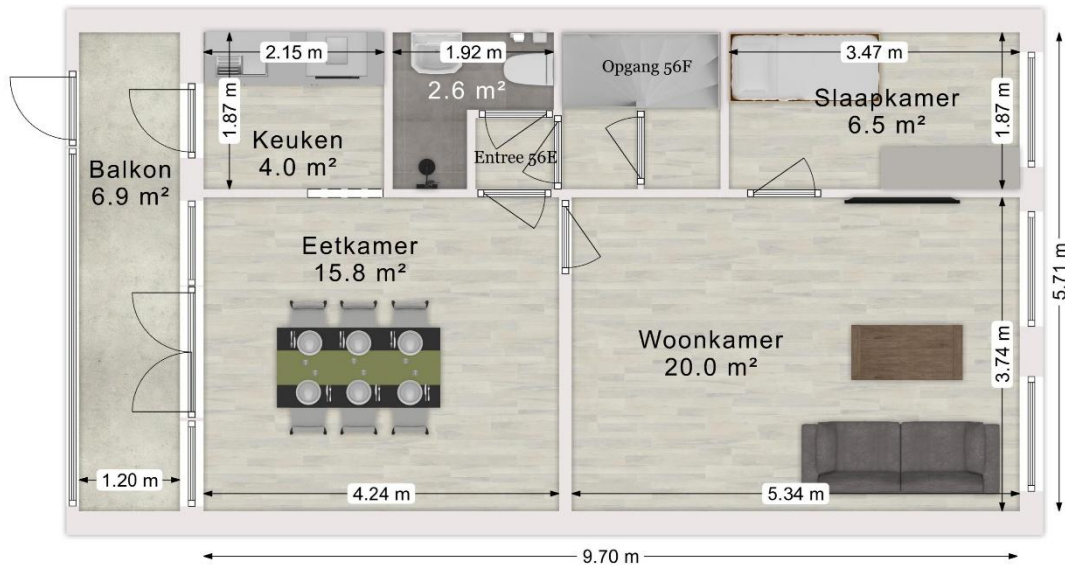 2.15 m
1.92 m
3.47 m
Opgang 56F
2.6 m²
Slaapkamer
6.5 m²
1.87 m
1.87 m
Keuken
4.0 m²
Entree 56E
Balkon
6.9 m²
Eetkamer
15.8 m²
Woonkamer
20.0 m²
3.74 m
5.71 m
1.20 m
4.24 m
5.34 m
9.70 m